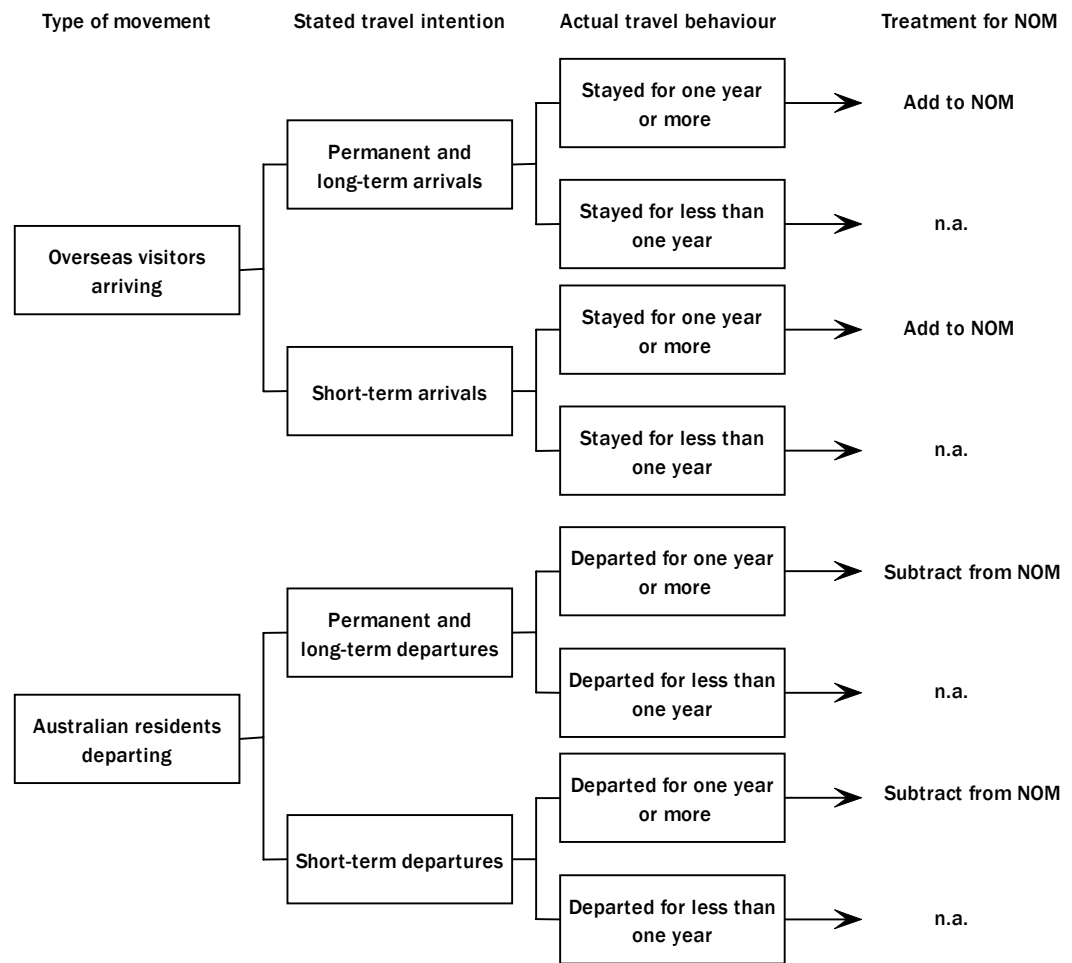 Type of movement
Stated travel intention
Actual travel behaviour
Treatment for NOM
Stayed for one year
or more
Add to NOM
Permanent and
long-term arrivals
Stayed for less than
one year
n.a.
Overseas visitors
arriving
Stayed for one year
or more
Add to NOM
Short-term arrivals
Stayed for less than
one year
n.a.
Departed for one year
or more
Subtract from NOM
Permanent and
long-term departures
Departed for less than
one year
n.a.
Australian residents
departing
Departed for one year
or more
Subtract from NOM
Short-term departures
Departed for less than
one year
n.a.